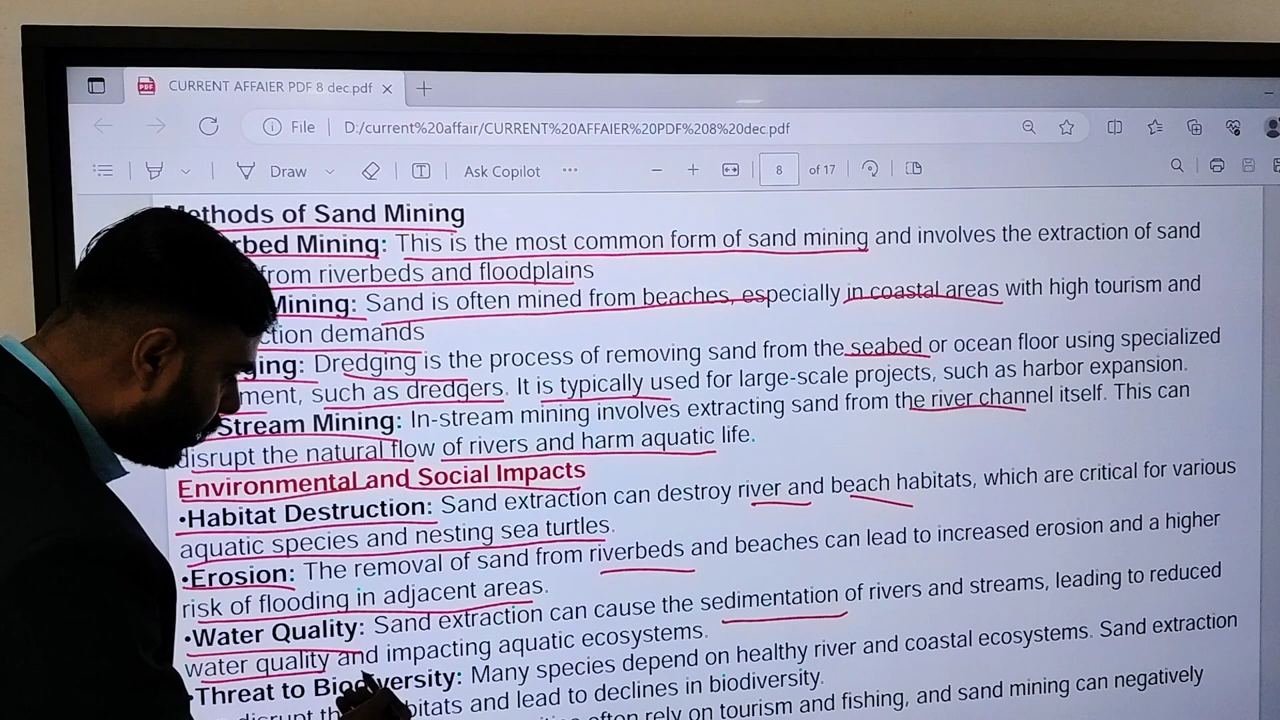 CURRENT AFFAIER PDF 8 dec.pdf
File D:/current%20affair/CURRENT%20AFFAIER%20PDF%208%20dec.pdf
Draw Ask Copilot 8 of 17
Methods of Sand Mining
Mining: This is the most common form of sand mining and involves the extraction of sand
from riverbeds and floodplains
Mining: Sand is often mined from beaches, especially in coastal areas with high tourism and
demands
Dredging is the process of removing sand from the seabed or ocean floor using specialized
such as dredgers. It is typically used for large-scale projects, such as harbor expansion.
Stream Mining: In-stream mining involves extracting sand from the river channel itself. This can
disrupt the natural flow of rivers and harm aquatic life.
Environmental and Social Impacts
•Habitat Destruction: Sand extraction can destroy river and beach habitats, which are critical for various
aquatic species and nesting sea turtles.
•Erosion: The removal of sand from riverbeds and beaches can lead to increased erosion and a higher
risk of flooding in adjacent areas.
•Water Quality: Sand extraction can cause the sedimentation of rivers and streams, leading to reduced
water quality and impacting aquatic ecosystems.
•Threat to Biodiversity: Many species depend on healthy river and coastal ecosystems. Sand extraction
disrupt and lead to declines in biodiversity.
often rely on tourism and fishing, and sand mining can negatively